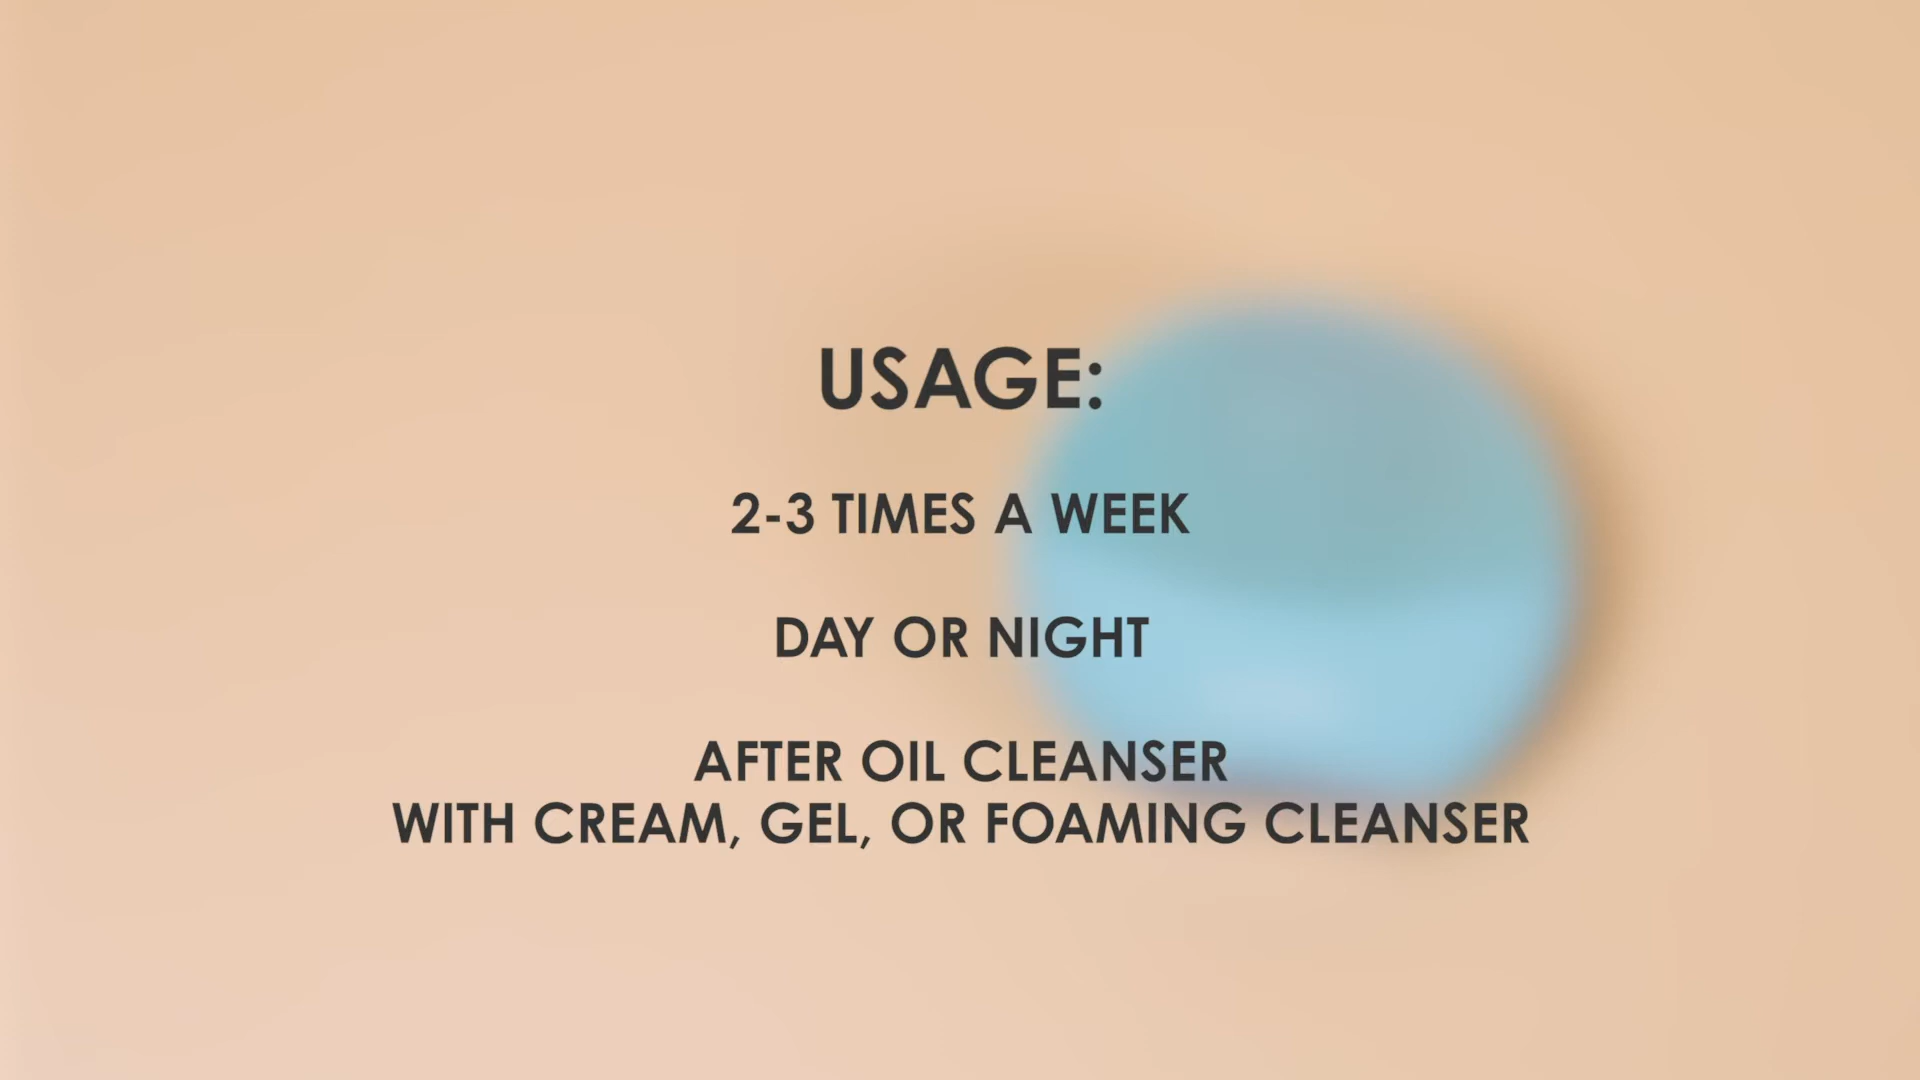 USAGE:
2-3 TIMES A WEEK
DAY OR NIGHT
AFTER OIL CLEANSER
WITH CREAM, GEL, OR FOAMING CLEANSER